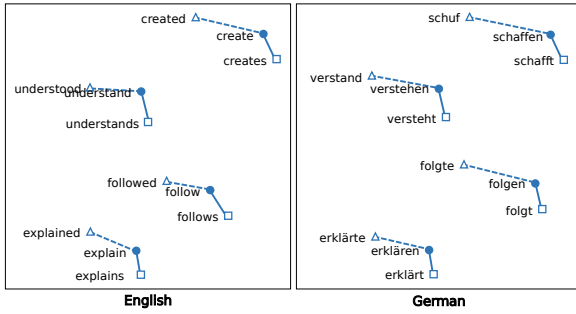 created
create
creates
understood
understand
understands
followed
follow
follows
explained
explain
explains
English
schuf
schaffen
schafft
verstand
verstehen
versteht
folgte
folgen
folgt
erklärte
erklären
erklärt
German